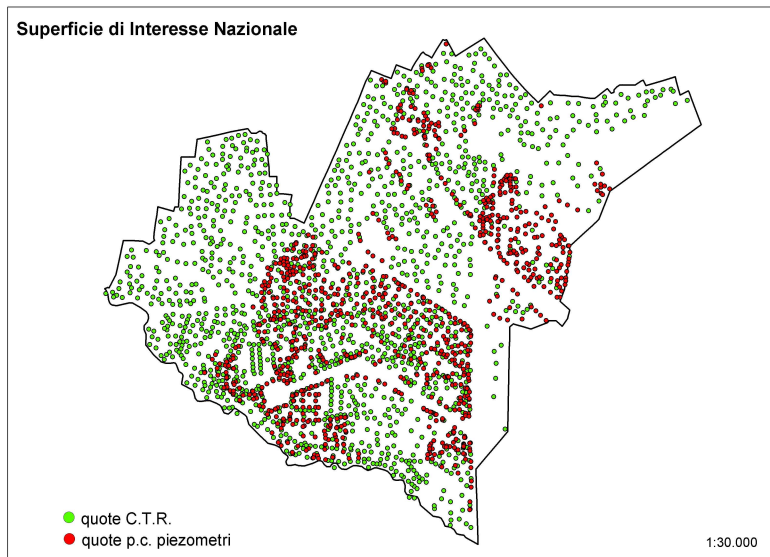 Superficie di Interesse Nazionale
quote C.T.R.
quote p.c. piezometri
1:30.000